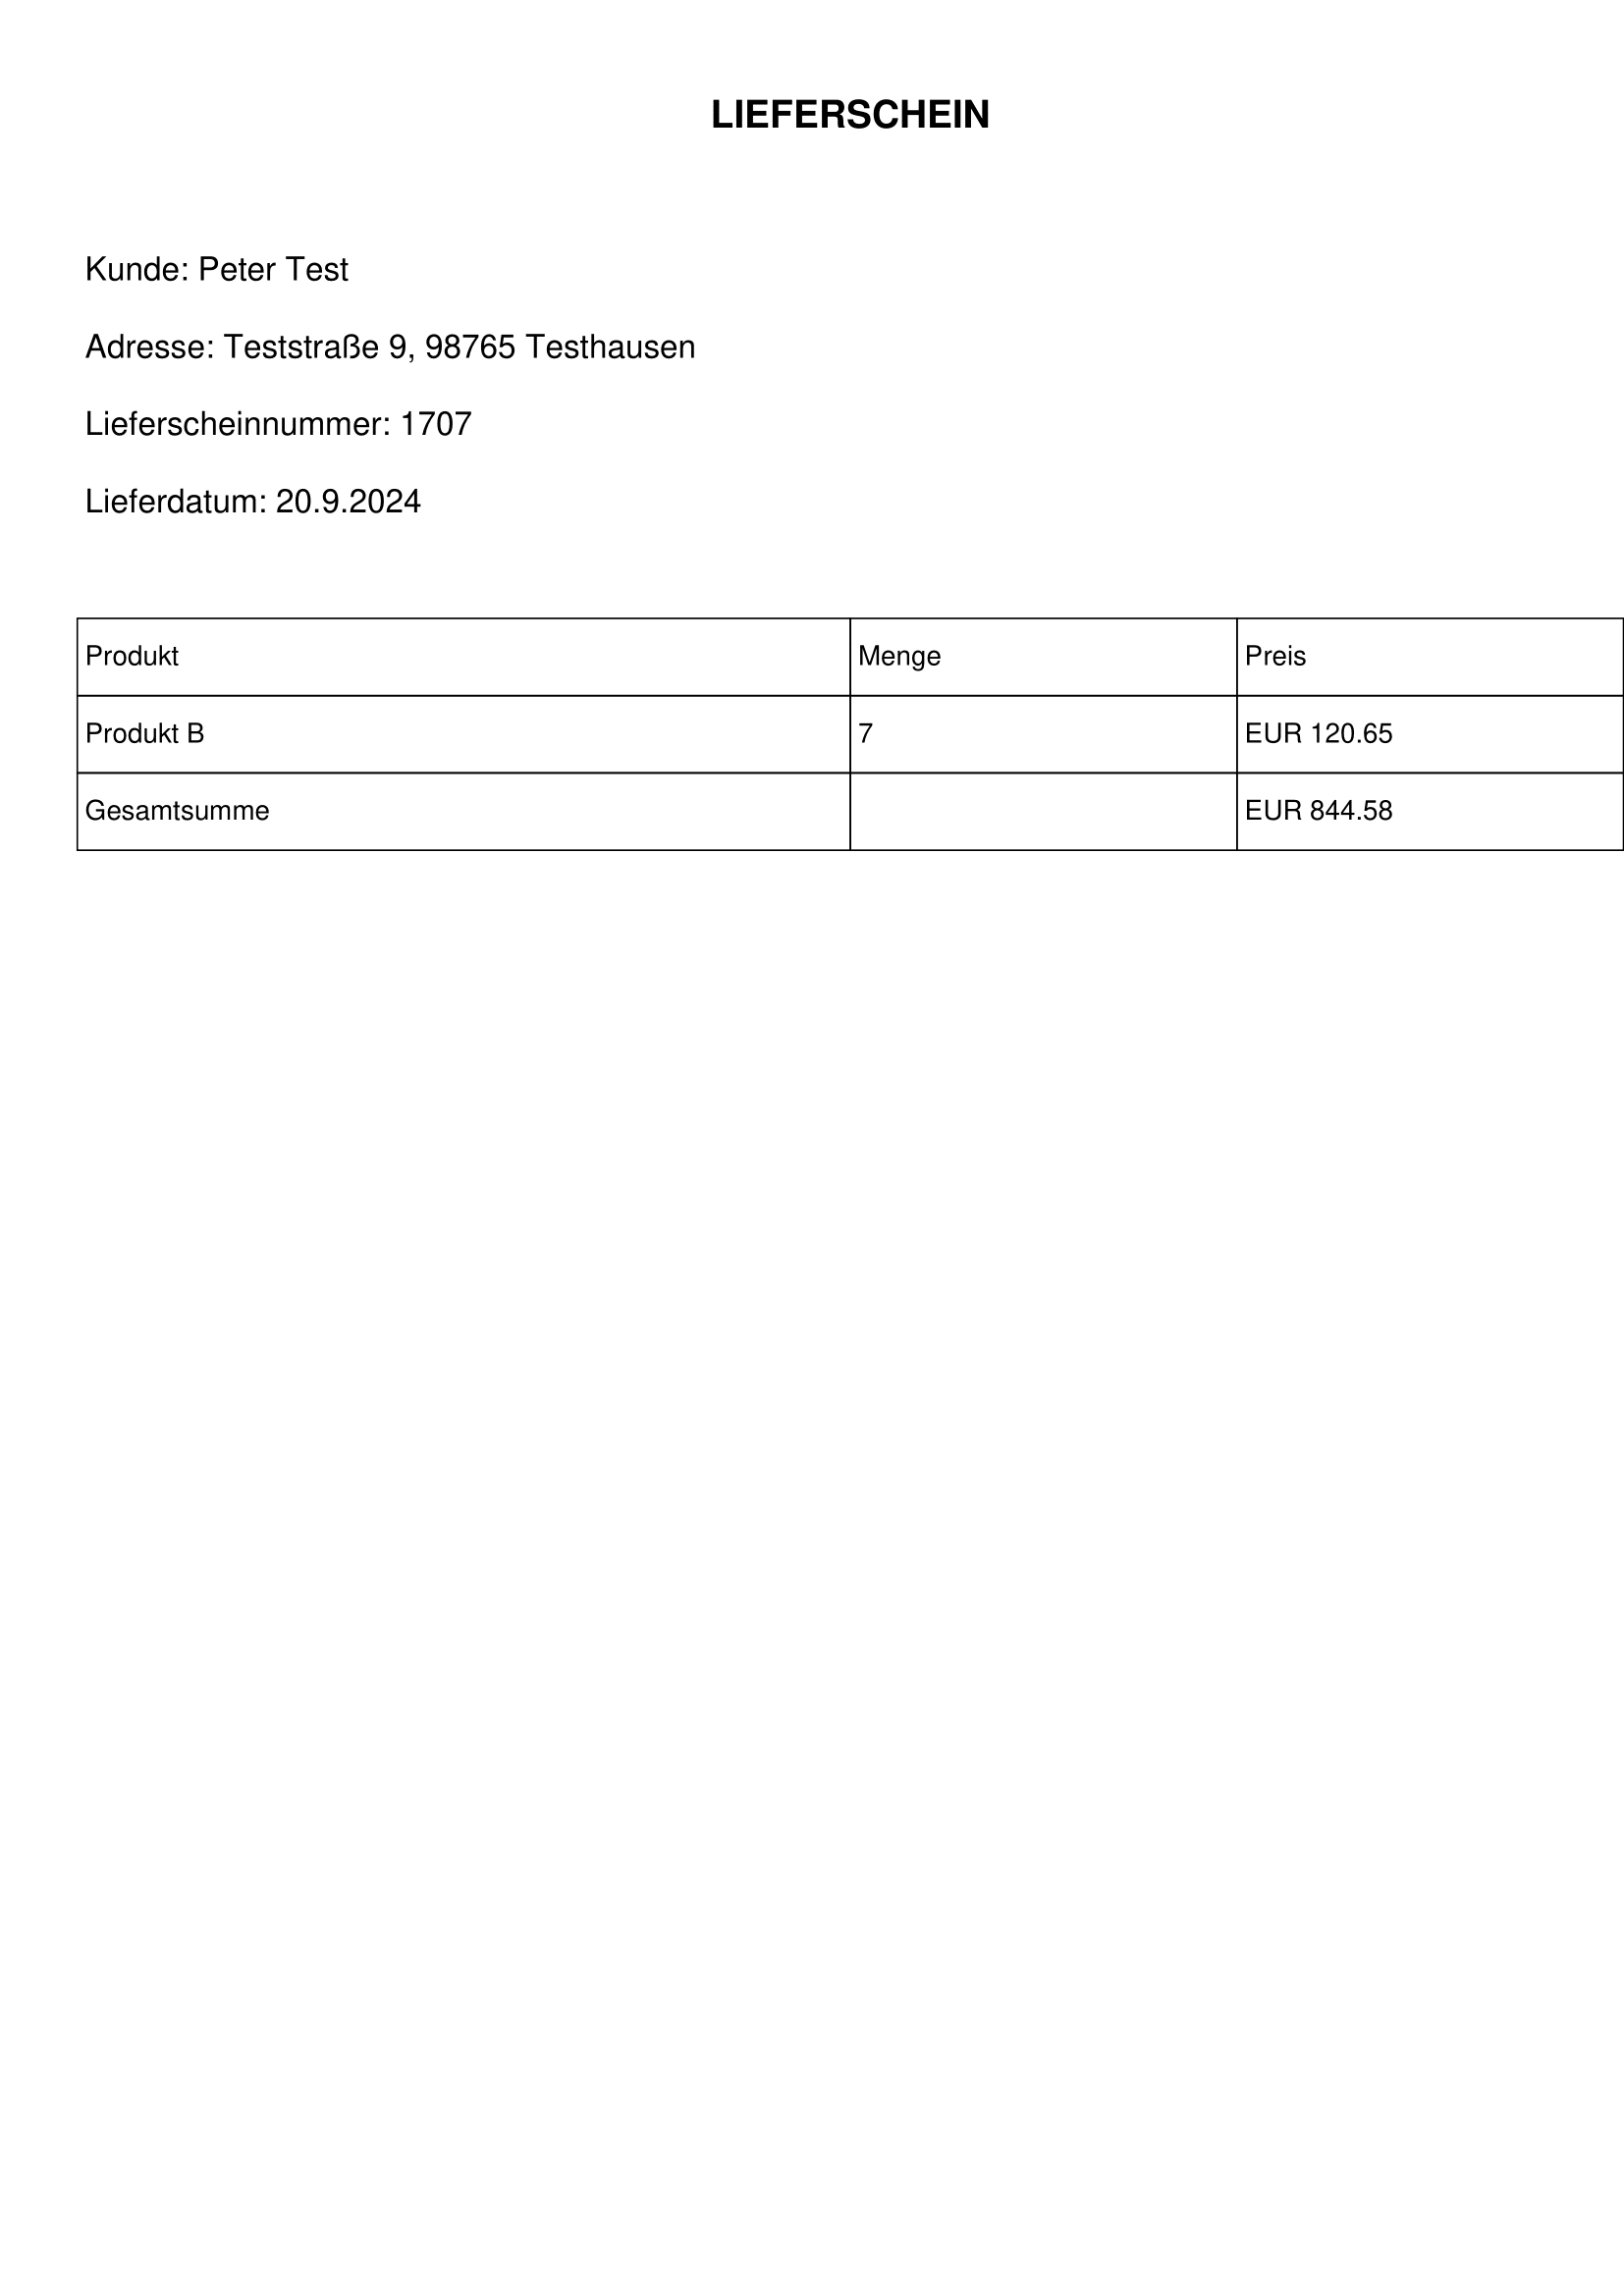 LIEFERSCHEIN
Kunde: Peter Test
Adresse: Teststraße 9, 98765 Testhausen
Lieferscheinnummer: 1707
Lieferdatum: 20.9.2024
Produkt Menge Preis
Produkt B 7 EUR 120.65
Gesamtsumme EUR 844.58